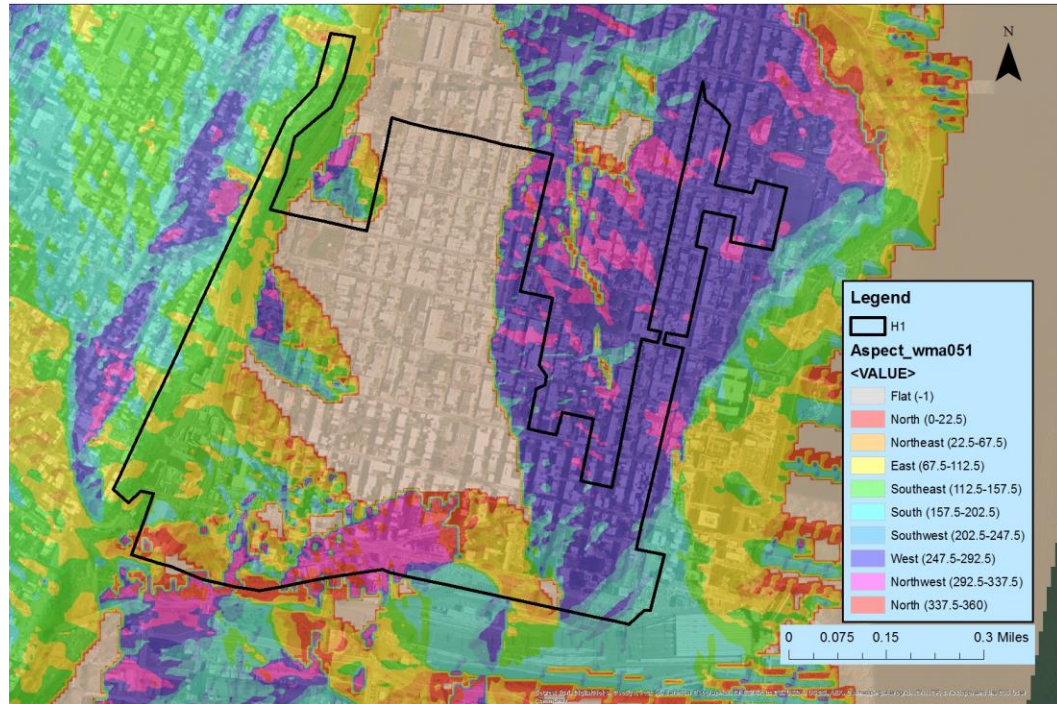 N
Legend
H1
Aspect_wma051
<VALUE>
Flat (-1)
North (0-22.5)
Northeast (22.5-67.5)
East (67.5-112.5)
Southeast (112.5-157.5)
South (157.5-202.5)
Southwest (202.5-247.5)
West (247.5-292.5)
Northwest (292.5-337.5)
North (337.5-360)
0 0.075 0.15 0.3 Miles